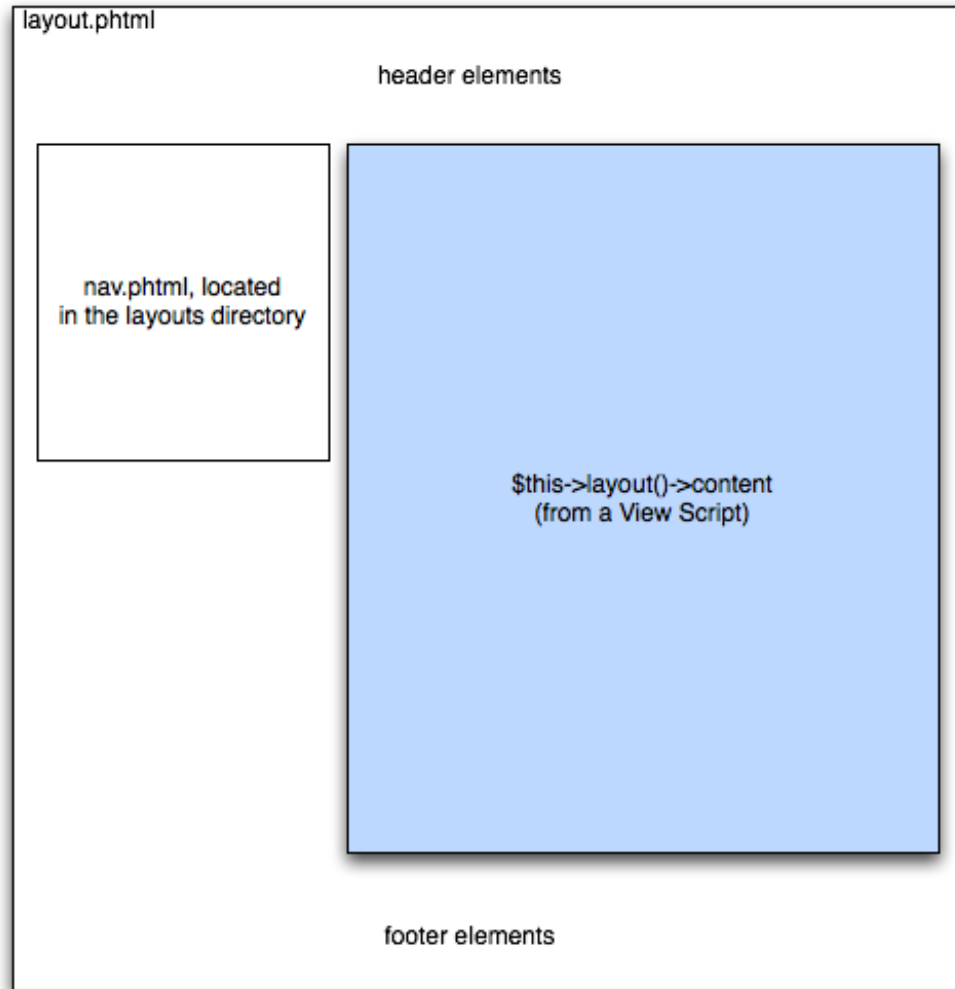 layout.phtml
header elements
nav.phtml, located
in the layouts directory
$this->layout()->content
(from a View Script)
footer elements